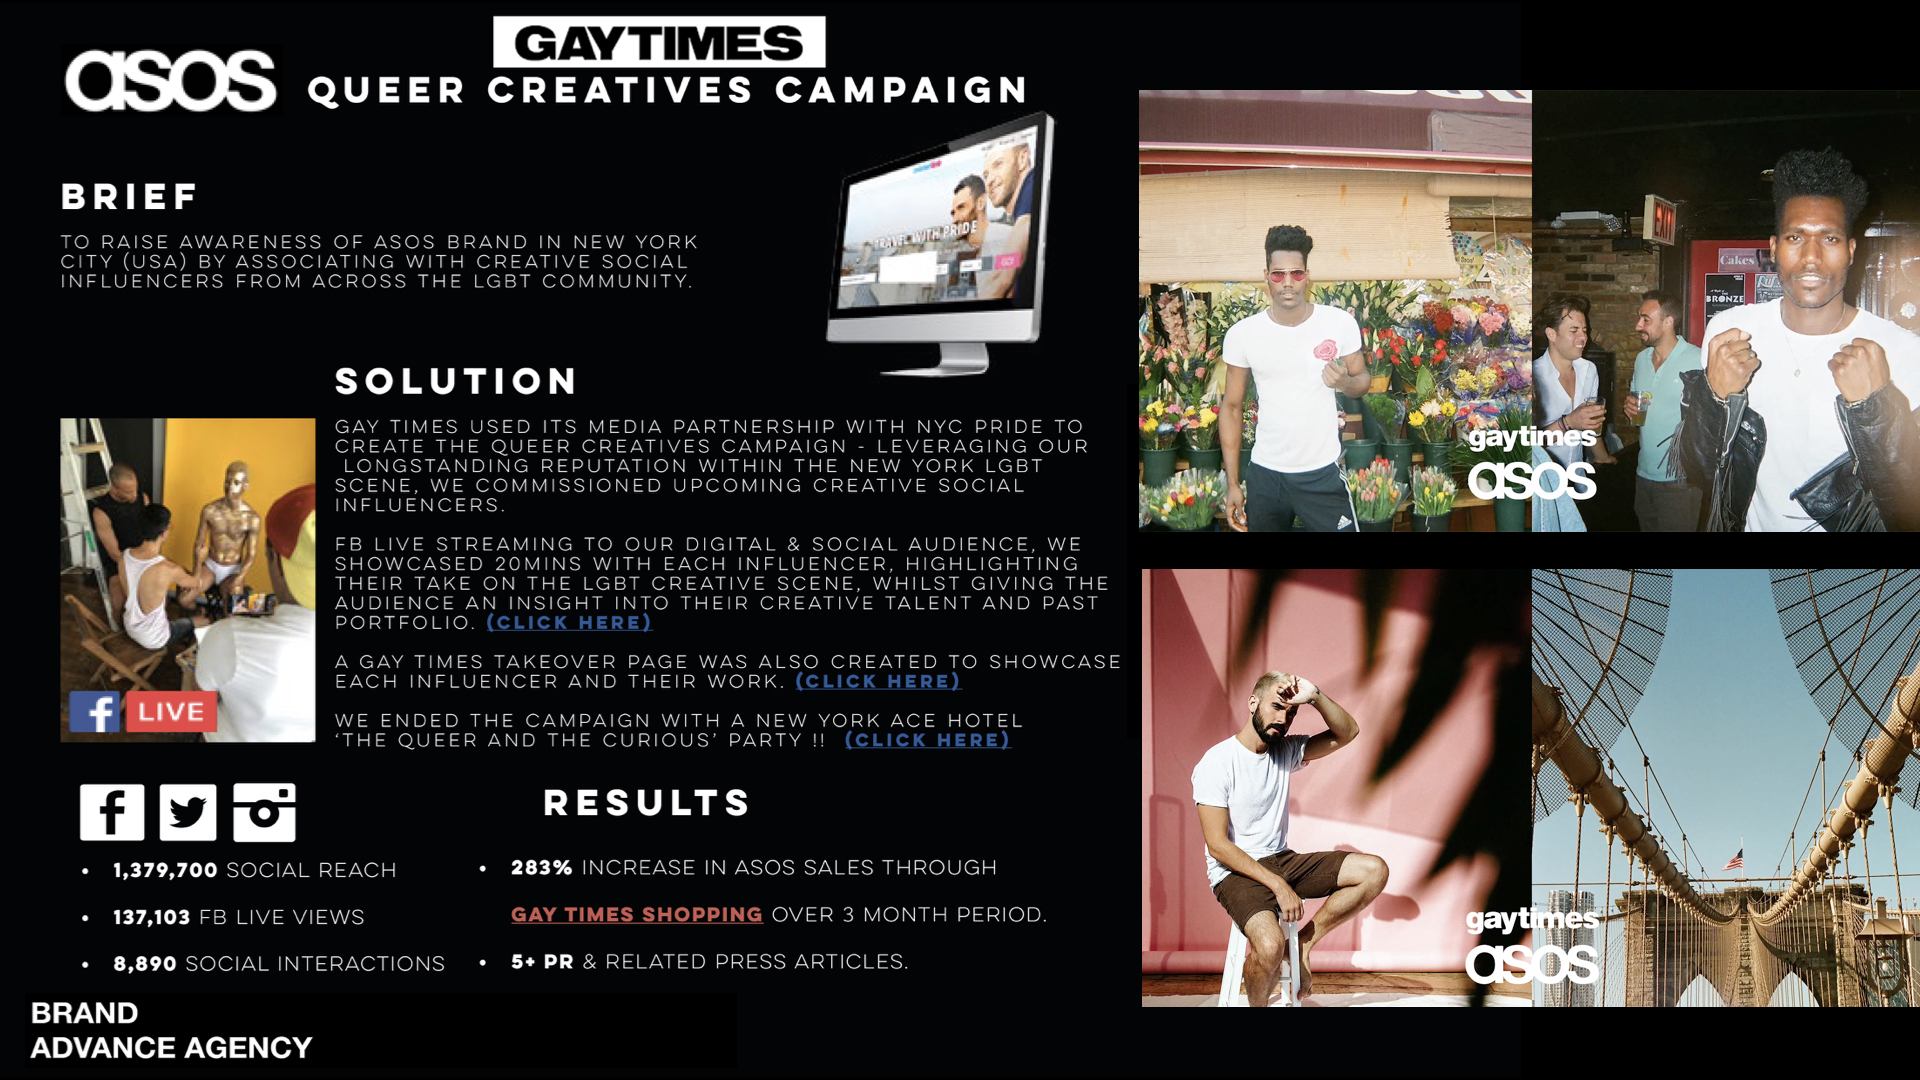 GAYTIMES
asos
QUEER CREATIVES CAMPAIGN
BRIEF
TO RAISE AWARENESS OF ASOS BRAND IN NEW YORK
CITY (USA) BY ASSOCIATING WITH CREATIVE SOCIAL
INFLUENCERS FROM ACROSS THE LGBT COMMUNITY.
TRAVEL WITH PRIDE
SOLUTION
GAY TIMES USED ITS MEDIA PARTNERSHIP WITH NYC PRIDE TO
CREATE THE QUEER CREATIVES CAMPAIGN - LEVERAGING OUR
LONGSTANDING REPUTATION WITHIN THE NEW YORK LGBT
SCENE, WE COMMISSIONED UPCOMING CREATIVE SOCIAL
INFLUENCERS.
FB LIVE STREAMING TO OUR DIGITAL & SOCIAL AUDIENCE, WE
SHOWCASED 20MINS WITH EACH INFLUENCER, HIGHLIGHTING
THEIR TAKE ON THE LGBT CREATIVE SCENE, WHILST GIVING THE
AUDIENCE AN INSIGHT INTO THEIR CREATIVE TALENT AND PAST
PORTFOLIO. (CLICK HERE)
A GAY TIMES TAKEOVER PAGE WAS ALSO CREATED TO SHOWCASE
EACH INFLUENCER AND THEIR WORK. (CLICK HERE)
WE ENDED THE CAMPAIGN WITH A NEW YORK ACE HOTEL
‘THE QUEER AND THE CURIOUS’ PARTY !! (CLICK HERE)
f LIVE
RESULTS
• 1,379,700 SOCIAL REACH
• 137,103 FB LIVE VIEWS
• 8,890 SOCIAL INTERACTIONS
• 283% INCREASE IN ASOS SALES THROUGH
GAY TIMES SHOPPING OVER 3 MONTH PERIOD.
• 5+ PR & RELATED PRESS ARTICLES.
BRAND
ADVANCE AGENCY
EXIT
Cakes
BRONZE
adidas
gaytimes
asos
gaytimes
asos